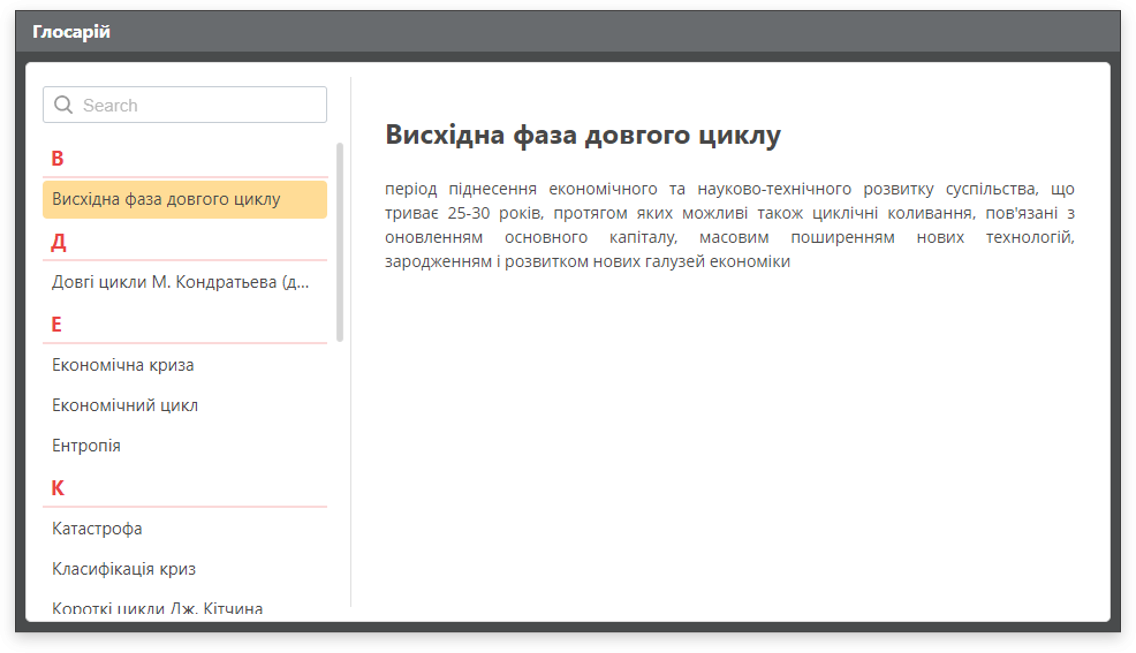 Глосарій
Search
В
Висхідна фаза довгого циклу
Д
Довгі цикли М. Кондратьєва (д...
Е
Економічна криза
Економічний цикл
Ентропія
К
Катастрофа
Класифікація криз
Короткі цикли Дж. Кітчина
Висхідна фаза довгого циклу
період піднесення економічного та науково-технічного розвитку суспільства, що
триває 25-30 років, протягом яких можливі також циклічні коливання, пов'язані з
оновленням основного капіталу, масовим поширенням нових технологій,
зародженням і розвитком нових галузей економіки